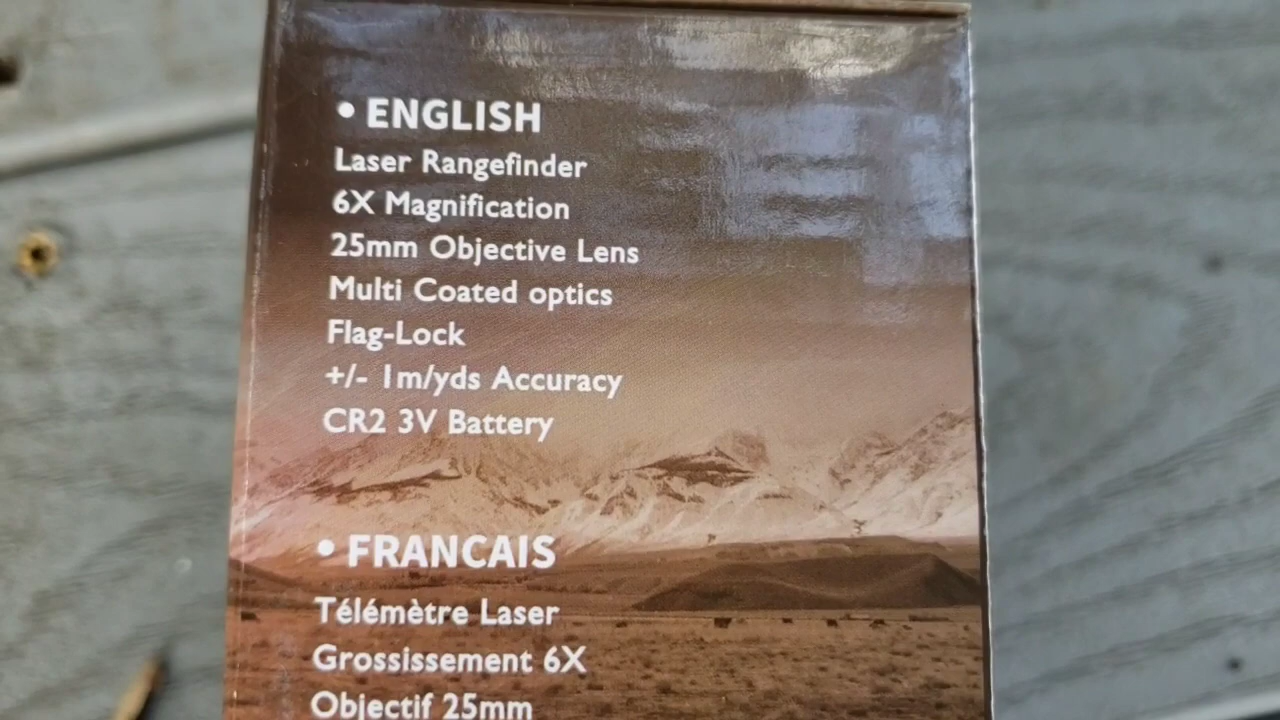 • ENGLISH
Laser Rangefinder
6X Magnification
25mm Objective Lens
Multi Coated optics
Flag-Lock
+/- 1m/yds Accuracy
CR2 3V Battery
• FRANCAIS
Télémètre Laser
Grossissement 6X
Objectif 25mm